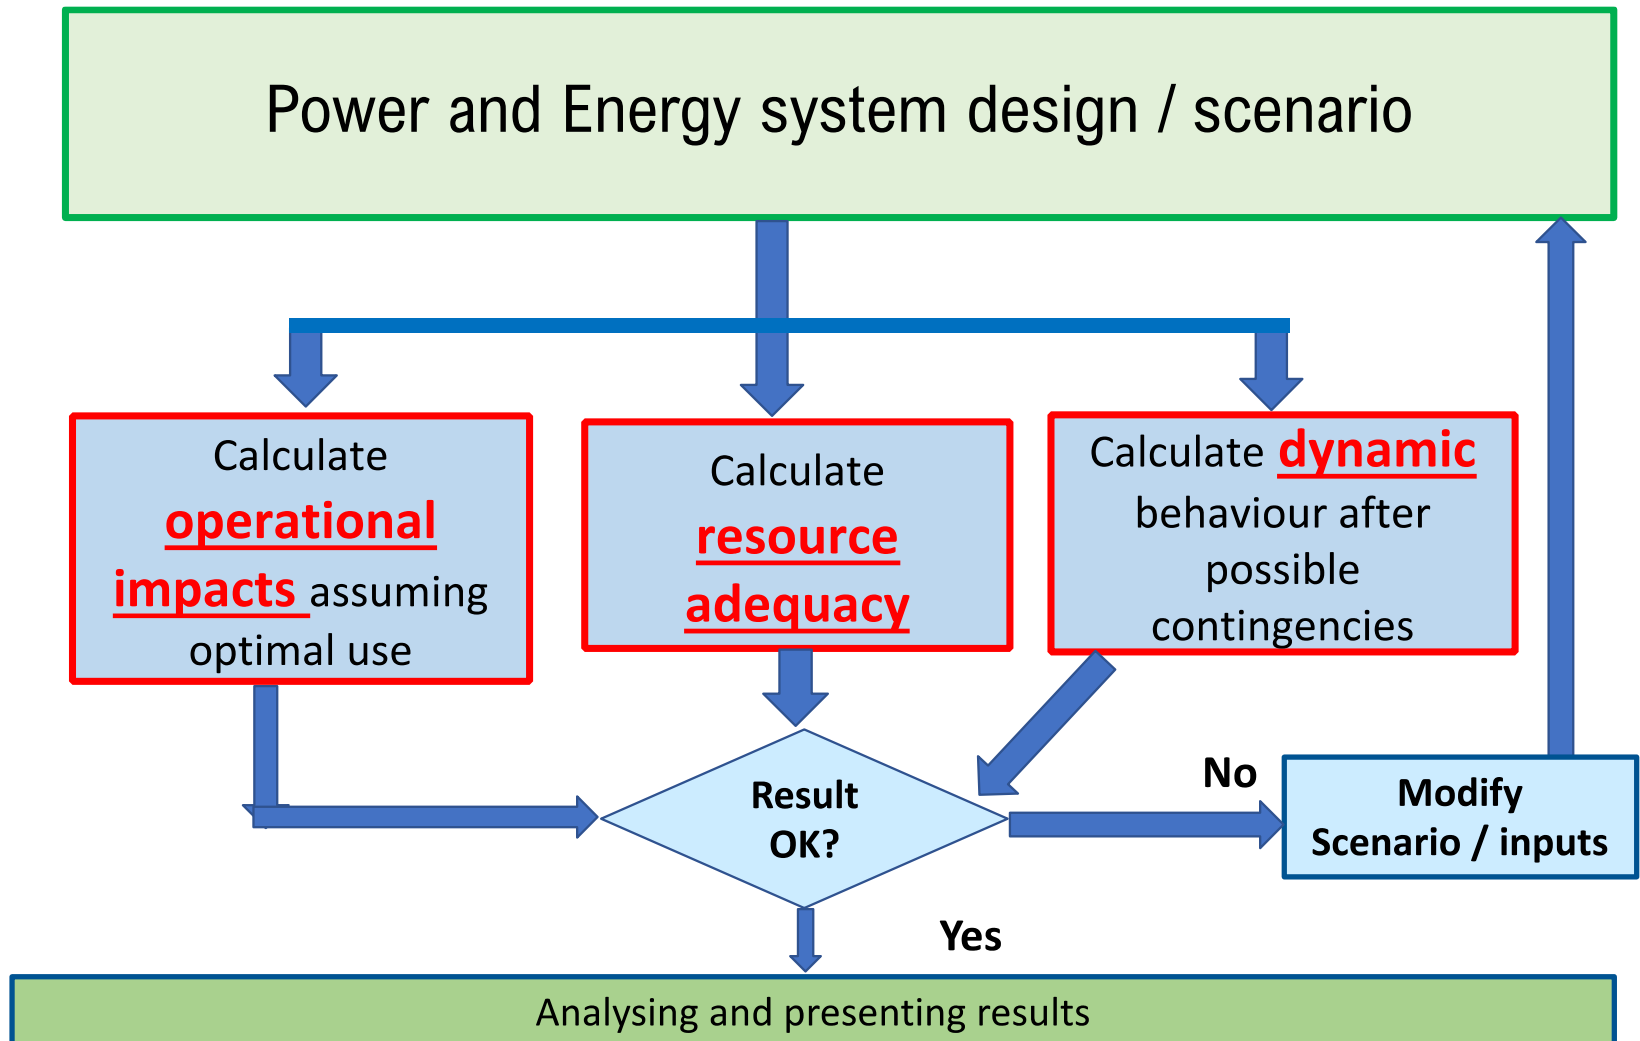 Power and Energy system design / scenario
Calculate
operational
impacts assuming
optimal use
Calculate
resource
adequacy
Calculate dynamic
behaviour after
possible
contingencies
Result
OK?
No
Modify
Scenario / inputs
Yes
Analysing and presenting results